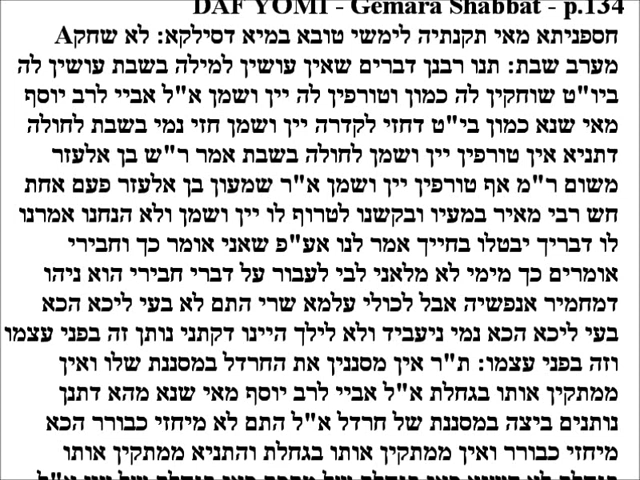 DAF YOMI - Gemara Shabbat - p.134
חספניתא מאי תקנתיה לימשי טובא במיא דסילקא: לא שחקA
מערב שבת: תנו רבנן דברים שאין עושין למילה בשבת עושין לה
ביו"ט שוחקין לה כמון וטורפין לה יין ושמן א"ל אביי לרב יוסף
מאי שנא כמון בי"ט דחזי לקדרה יין ושמן חזי נמי בשבת לחולה
דתניא אין טורפין יין ושמן לחולה בשבת אמר ר"ש בן אלעזר
משום ר"מ אף טורפין יין ושמן א"ר שמעון בן אלעזר פעם אחת
חש רבי מאיר במעיו ובקשנו לטרוף לו יין ושמן ולא הנחנו אמרנו
לו דבריך יבטלו בחייך אמר לנו אע"פ שאני אומר כך וחבירי
אומרים כך מימי לא מלאני לבי לעבור על דברי חבירי הוא ניהו
דמחמיר אנפשיה אבל לכולי עלמא שרי התם לא בעי ליכא הכא
בעי ליכא הכא נמי ניעביד ולא לילך היינו דקתני נותן זה בפני עצמו
וזה בפני עצמו: ת"ר אין מסננין את החרדל במסננת שלו ואין
ממתקין אותו בגחלת א"ל אביי לרב יוסף מאי שנא מהא דתנן
נותנים ביצה במסננת של חרדל א"ל התם לא מיחזי כבורר הכא
מיחזי כבורר ואין ממתקין אותו בגחלת והתניא ממתקין אותו